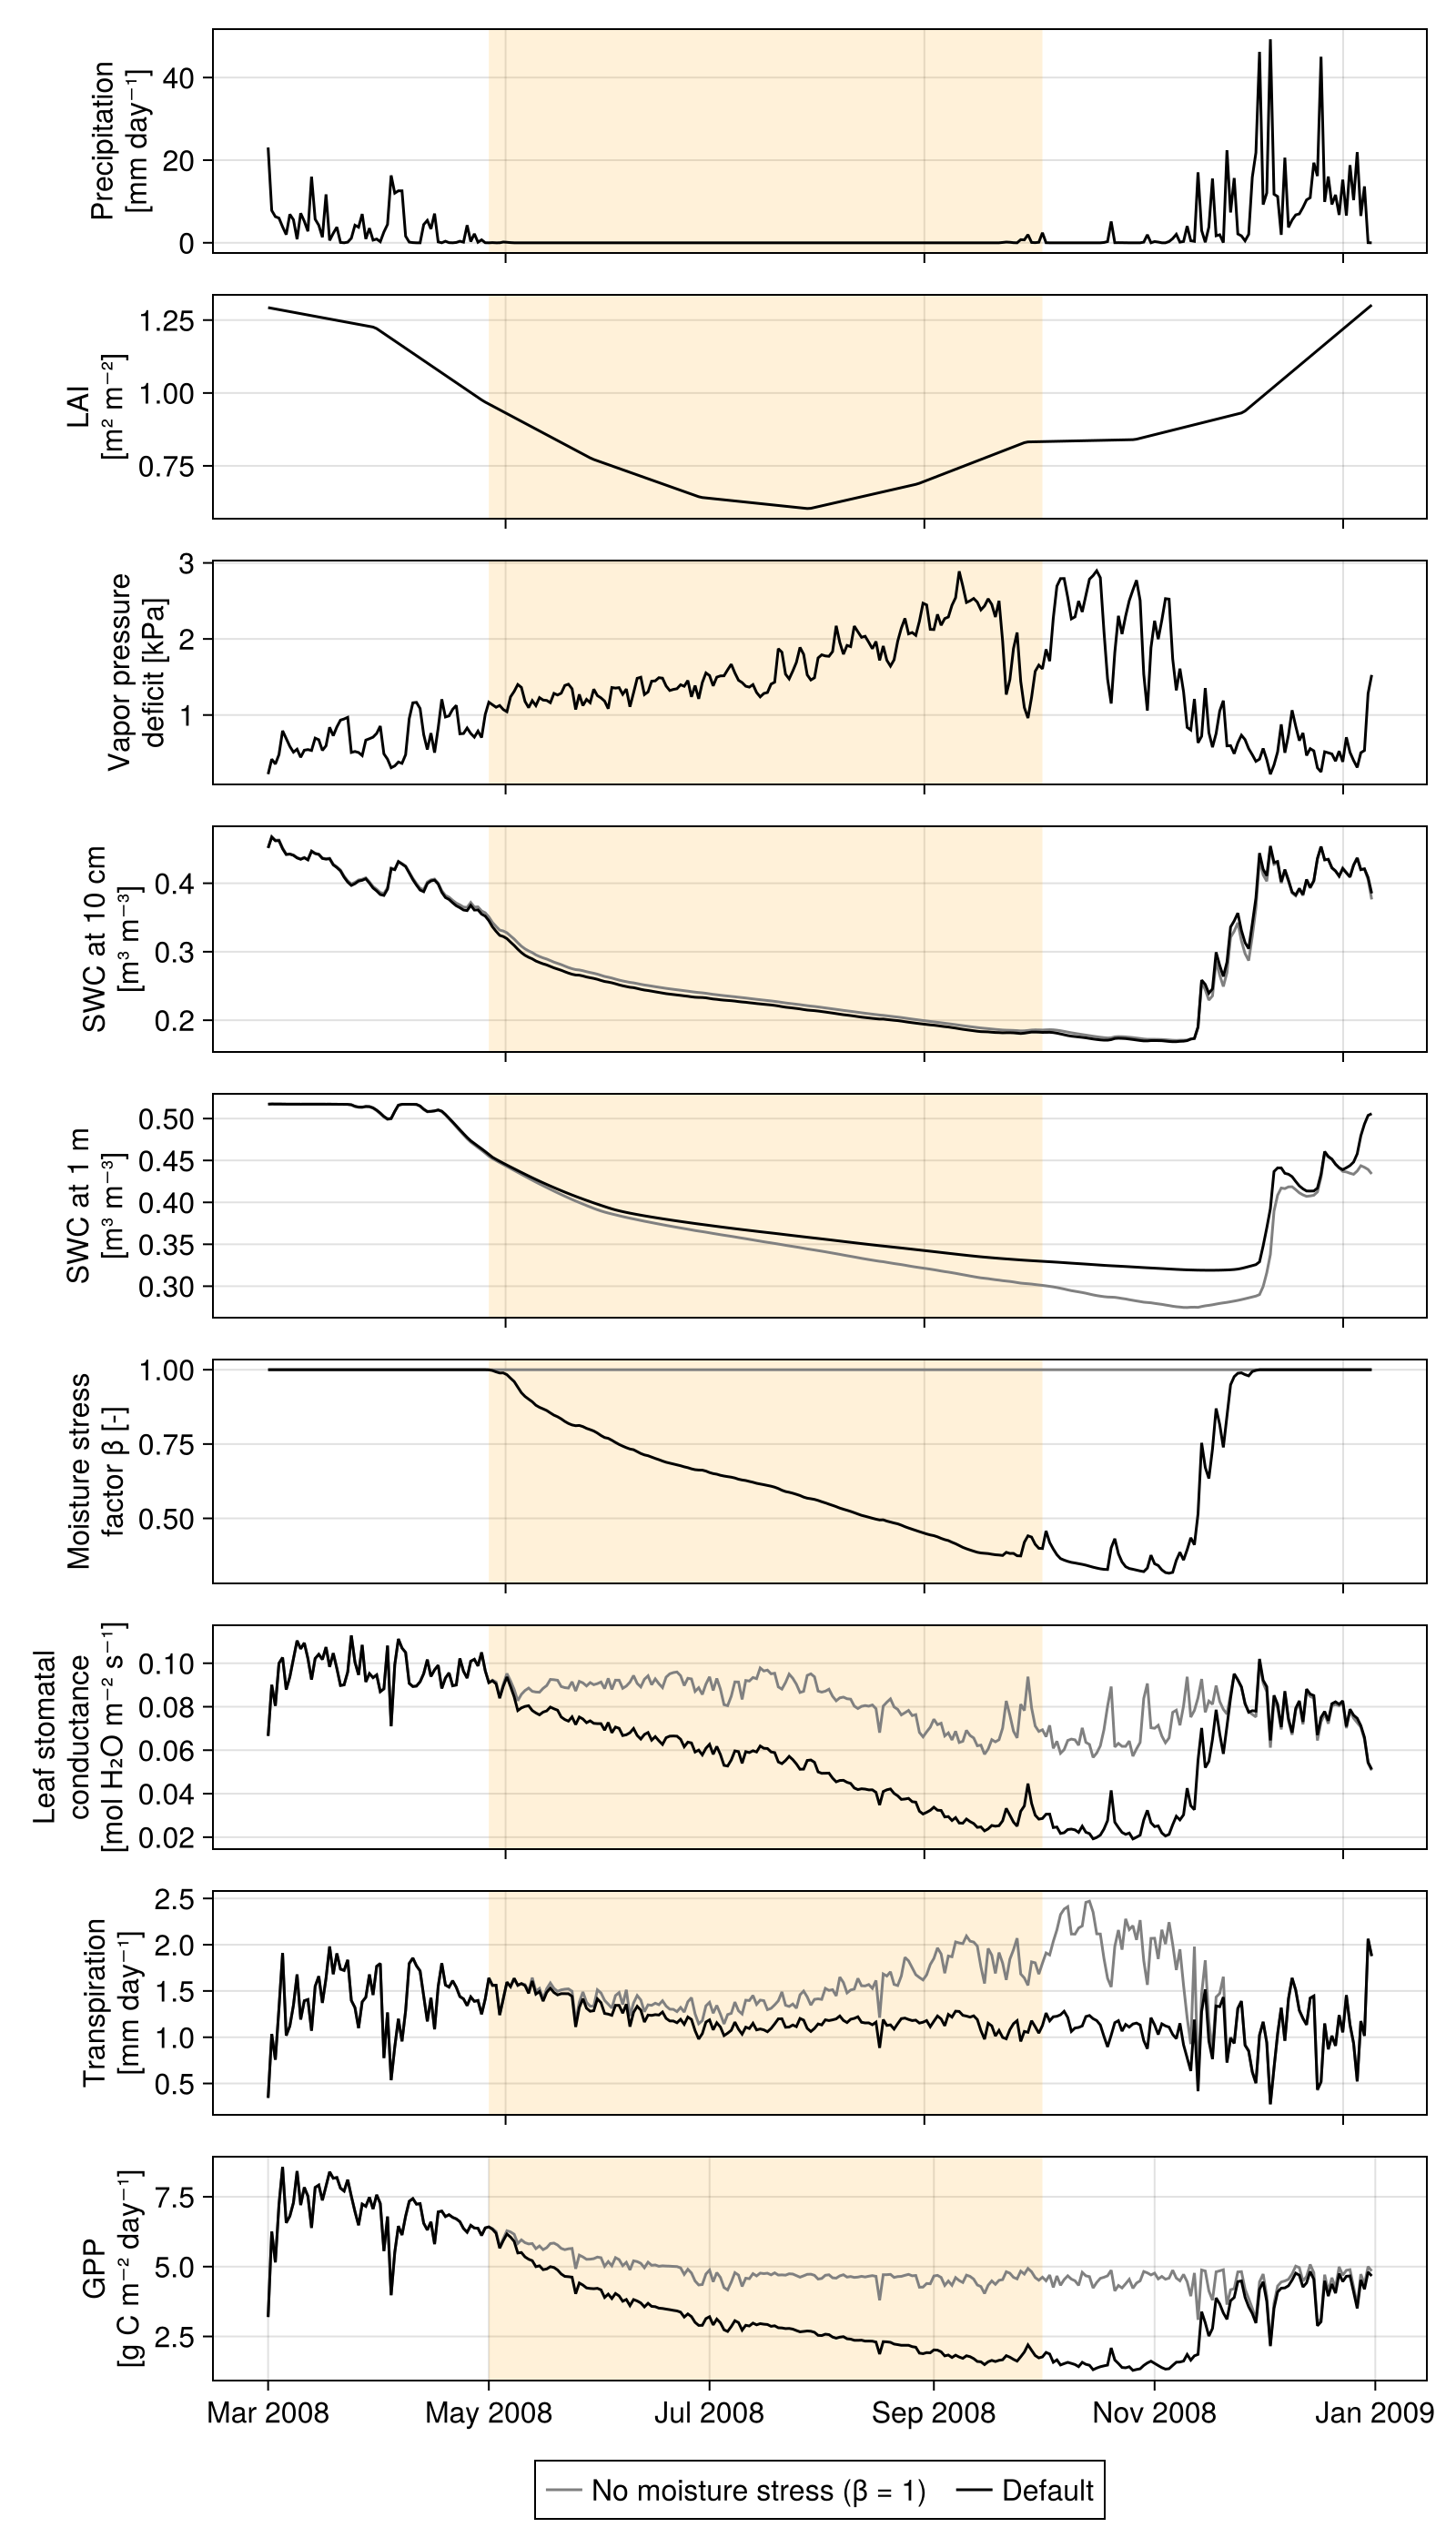 Precipitation
[mm day⁻¹]
40
20
0
LAI
[m² m⁻²]
1.25
1.00
0.75
Vapor pressure
deficit [kPa]
3
2
1
SWC at 10 cm
[m³ m⁻³]
0.4
0.3
0.2
SWC at 1 m
[m³ m⁻³]
0.50
0.45
0.40
0.35
0.30
Moisture stress
factor β [-]
1.00
0.75
0.50
Leaf stomatal
conductance
[mol H₂O m⁻² s⁻¹]
0.10
0.08
0.06
0.04
0.02
Transpiration
[mm day⁻¹]
2.5
2.0
1.5
1.0
0.5
GPP
[g C m⁻² day⁻¹]
7.5
5.0
2.5
Mar 2008 May 2008 Jul 2008 Sep 2008 Nov 2008 Jan 2009
No moisture stress (β = 1) Default